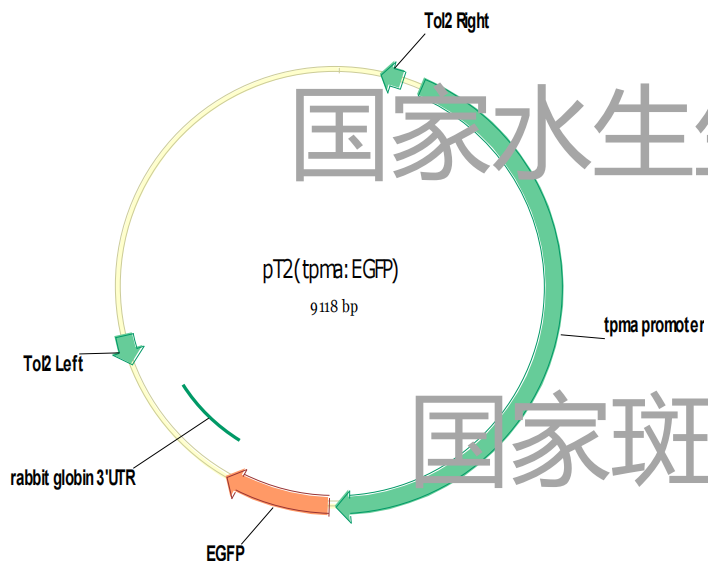 Tol2 Right
国家水生生
pT2(tpma:EGFP)
9118 bp
tpma promoter
Tol2 Left
国家斑
rabbit globin 3'UTR
EGFP